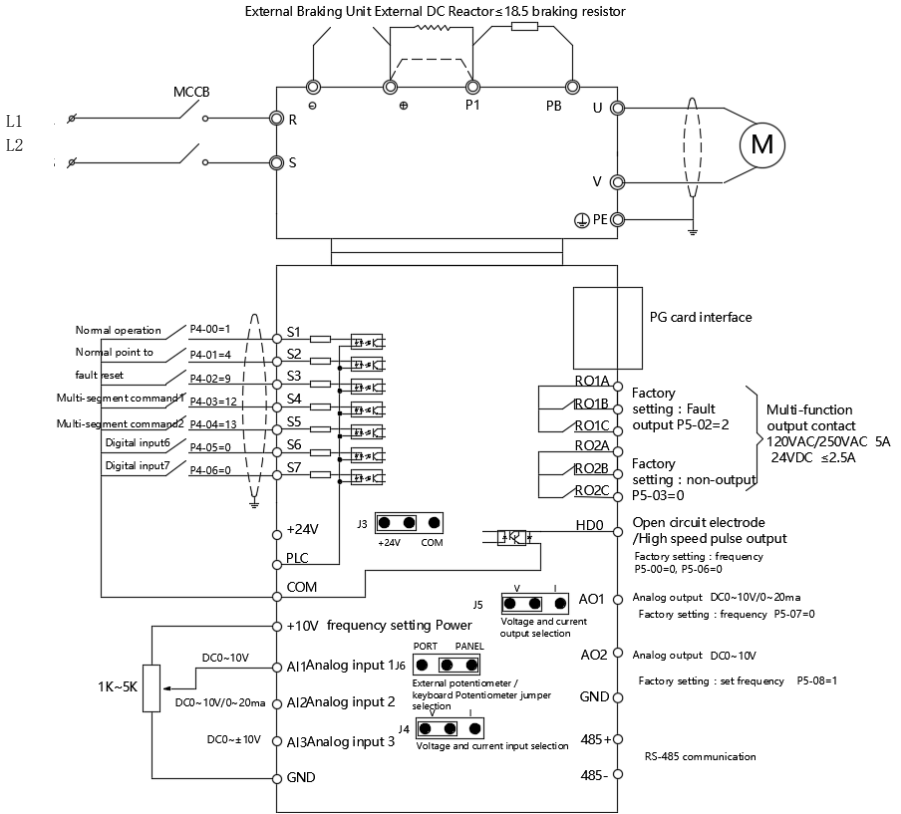 External Braking Unit External DC Reactor≤18.5 braking resistor
MCCB
L1
L2
R
S
⊖
⊕
P1
PB
U
V
PE
M
PG card interface
Normal operation P4-00=1 S1
Normal point to P4-01=4 S2
fault reset P4-02=9 S3
Multi-segment command1 P4-03=12 S4
Multi-segment command2 P4-04=13 S5
Digital input6 P4-05=0 S6
Digital input7 P4-06=0 S7
+24V
PLC
COM
J3
+24V COM
RO1A
RO1B
RO1C
Factory
setting : Fault
output P5-02=2
RO2A
RO2B
RO2C
Factory
setting : non-output
P5-03=0
Multi-function
output contact
120VAC/250VAC 5A
24VDC ≤2.5A
HD0
Open circuit electrode
/High speed pulse output
Factory setting : frequency
P5-00=0, P5-06=0
J5
V I
Voltage and current
output selection
AO1
Analog output DC0~10V/0~20ma
Factory setting : frequency P5-07=0
AO2
Analog output DC0~10V
Factory setting : set frequency P5-08=1
GND
485+
485-
RS-485 communication
+10V frequency setting Power
1K~5K
DC0~10V
AI1Analog input 1
J6
PORT PANEL
External potentometer /
keyboard Potentometer jumper
selection
DC0~10V/0~20ma
AI2Analog input 2
J4
V I
Voltage and current input selection
DC0~±10V
AI3Analog input 3
GND